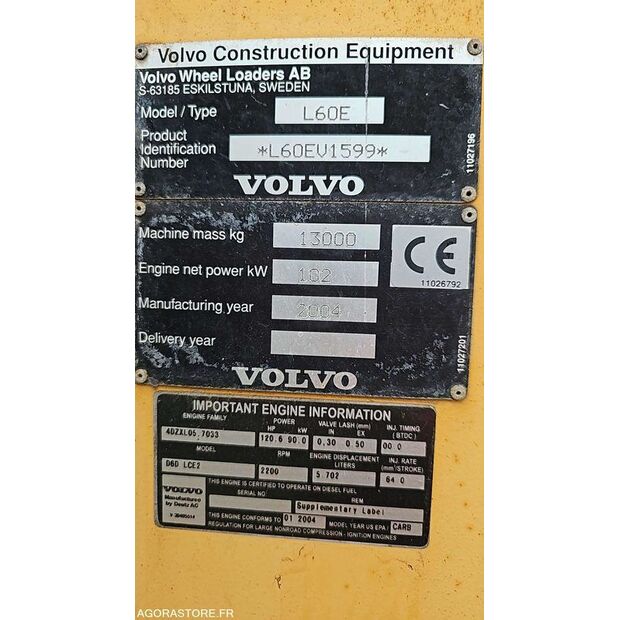 Volvo Construction Equipment
Volvo Wheel Loaders AB
S-63185 ESKILSTUNA, SWEDEN
Model / Type L60E
Product
Identification
Number *L60EV1599*
11027196
VOLVO
Machine mass kg 13000
Engine net power kW 102
CE
11026792
Manufacturing year 2004
Delivery year
11027201
VOLVO
IMPORTANT ENGINE INFORMATION
ENGINE FAMILY POWER VALVE LASH (mm) INJ. TIMING
HP kW IN EX (BTDC)
4DZXL05.7033 120.6 90.0 0,30 0,50 00.0
MODEL RPM ENGINE DISPLACEMENT INJ. RATE
LITERS (mm³/STROKE)
D6D LCE2 2200 5.702 64.0
THIS ENGINE IS CERTIFIED TO OPERATE ON DIESEL FUEL
VOLVO SERIAL NO. REM
Manufactured
by Deutz AG Supplementary Label
THIS ENGINE CONFORMS TO 01 2004 MODEL YEAR US EPA / CARB
REGULATION FOR LARGE NONROAD COMPRESSION - IGNITION ENGINES
AGORASTORE.FR